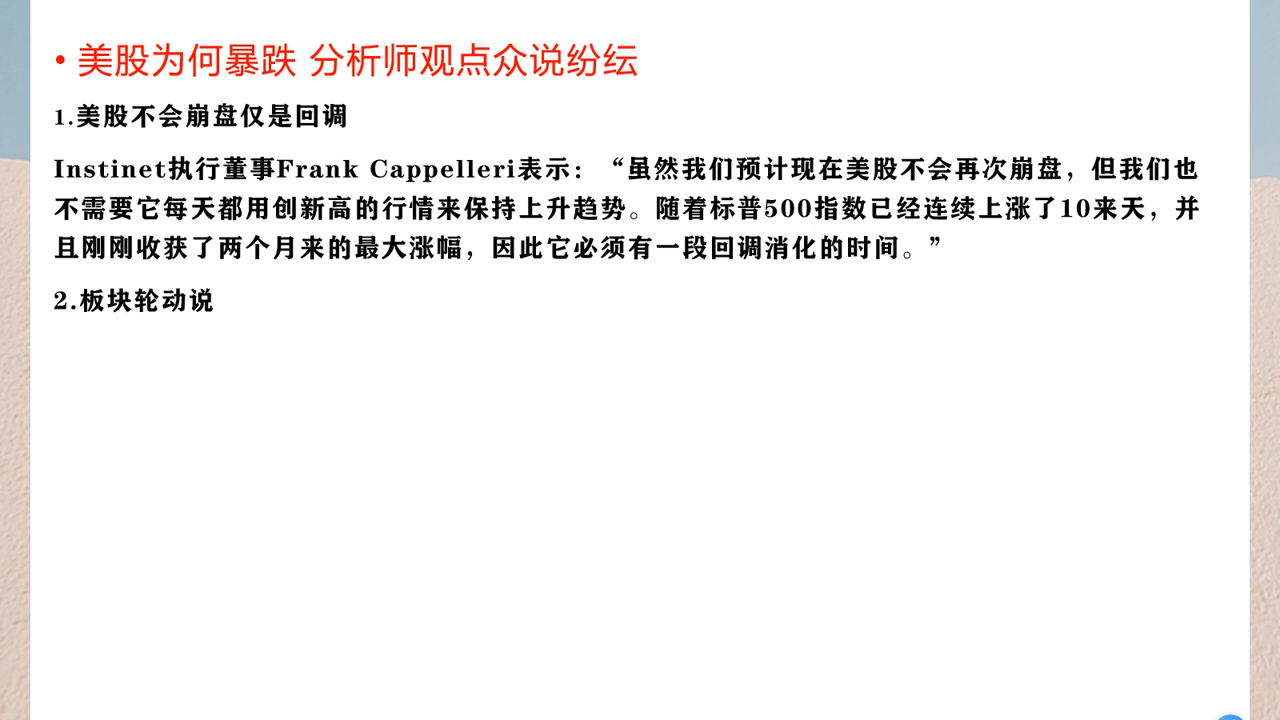 • 美股为何暴跌 分析师观点众说纷纭
1.美股不会崩盘仅是回调
Instinet执行董事Frank Cappelleri表示：“虽然我们预计现在美股不会再次崩盘，但我们也
不需要它每天都用创新高的行情来保持上升趋势。随着标普500指数已经连续上涨了10来天，并
且刚刚收获了两个月来的最大涨幅，因此它必须有一段回调消化的时间。”
2.板块轮动说